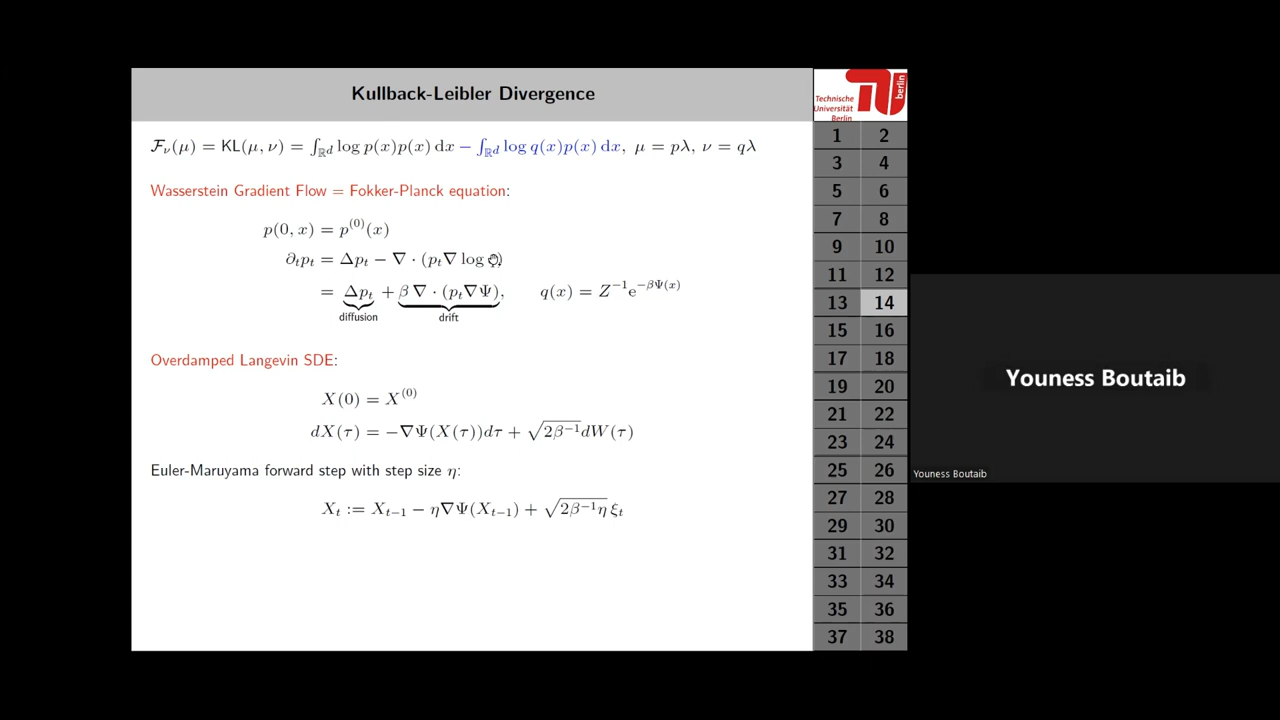 Kullback-Leibler Divergence
Technische Universität Berlin
berlin
F_ν(μ) = KL(μ, ν) = ∫_{ℝ^d} log p(x)p(x) dx − ∫_{ℝ^d} log q(x)p(x) dx, μ = pλ, ν = qλ
Wasserstein Gradient Flow = Fokker-Planck equation:
p(0, x) = p^{(0)}(x)
∂_t p_t = Δp_t − ∇ · (p_t ∇ log q),
= Δp_t + β ∇ · (p_t ∇Ψ), q(x) = Z^{−1} e^{−βΨ(x)}
diffusion drift
Overdamped Langevin SDE:
X(0) = X^{(0)}
dX(τ) = −∇Ψ(X(τ))dτ + √(2β^{−1}) dW(τ)
Euler-Maruyama forward step with step size η:
X_t := X_{t−1} − η∇Ψ(X_{t−1}) + √(2β^{−1}η) ξ_t
1 2
3 4
5 6
7 8
9 10
11 12
13 14
15 16
17 18
19 20
21 22
23 24
25 26
27 28
29 30
31 32
33 34
35 36
37 38
Youness Boutaib
Youness Boutaib